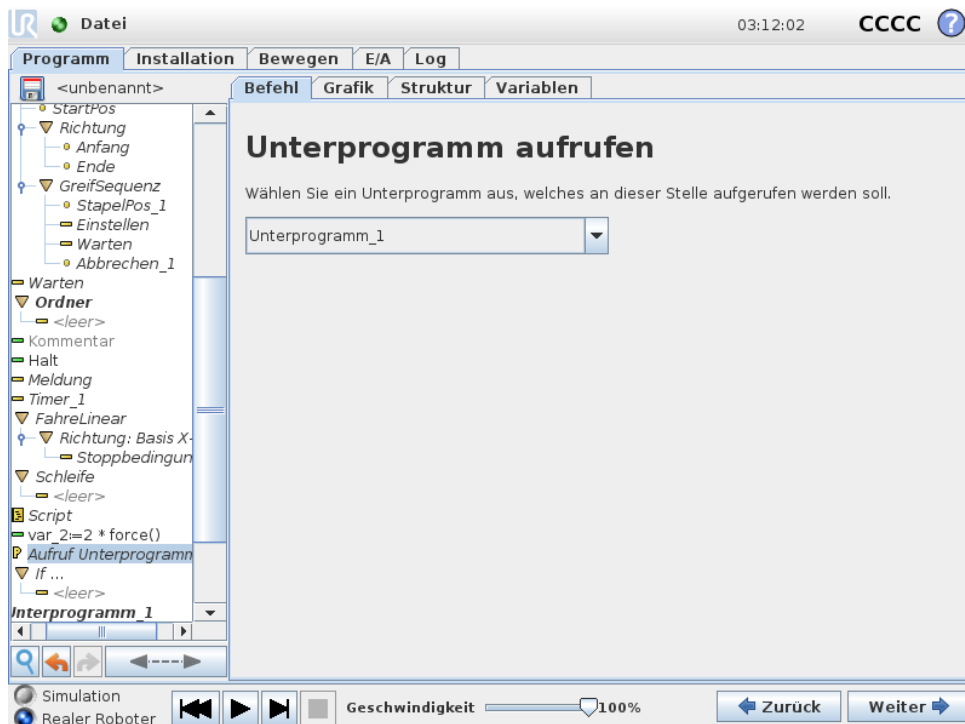 UR Datei 03:12:02 CCCC ?
Programm Installation Bewegen E/A Log
<unbenannt>
Befehl Grafik Struktur Variablen
StartPos
Richtung
Anfang
Ende
GreifSequenz
StapelPos_1
Einstellen
Warten
Abbrechen_1
Warten
Ordner
<leer>
Kommentar
Halt
Meldung
Timer_1
FahreLinear
Richtung: Basis X-
Stoppbedingun
Schleife
<leer>
Script
var_2:=2 * force()
Aufruf Unterprogramm
If ...
<leer>
Interprogramm_1
Unterprogramm aufrufen
Wählen Sie ein Unterprogramm aus, welches an dieser Stelle aufgerufen werden soll.
Unterprogramm_1
Simulation
Realer Roboter
Geschwindigkeit 100%
Zurück Weiter